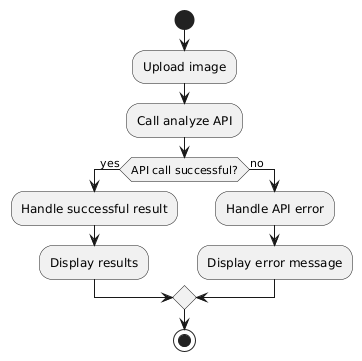 Upload image
Call analyze API
API call successful?
yes
no
Handle successful result
Handle API error
Display results
Display error message